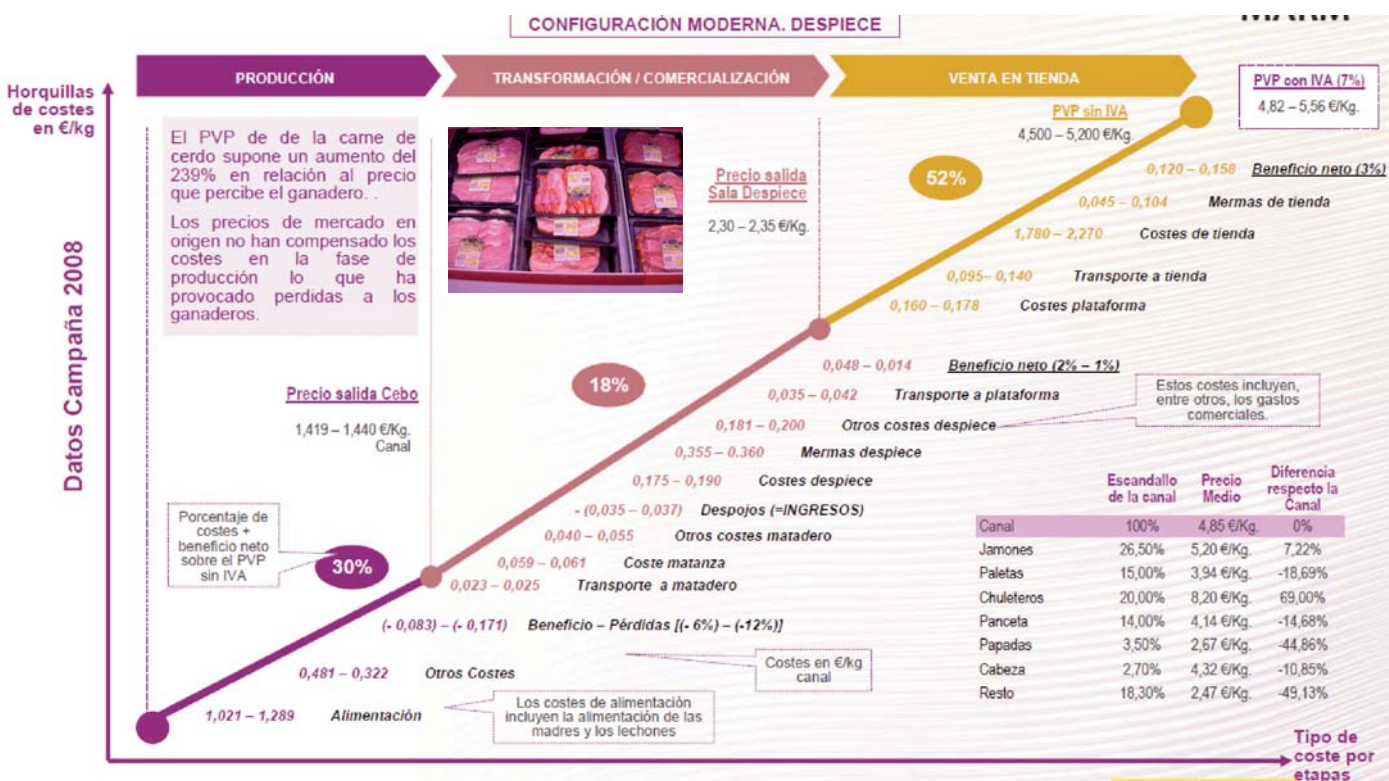 CONFIGURACIÓN MODERNA. DESPIECE
PRODUCCIÓN
TRANSFORMACIÓN / COMERCIALIZACIÓN
VENTA EN TIENDA
Horquillas
de costes
en €/kg
Datos Campaña 2008
El PVP de de la carne de
cerdo supone un aumento del
239% en relación al precio
que percibe el ganadero. .
Los precios de mercado en
origen no han compensado los
costes en la fase de
producción lo que ha
provocado perdidas a los
ganaderos.
PVP con IVA (7%)
4,82 – 5,56 €/Kg.
PVP sin IVA
4,500 – 5,200 €/Kg.
Precio salida
Sala Despiece
2,30 – 2,35 €/Kg.
Precio salida Cebo
1,419 – 1,440 €/Kg.
Canal
52%
18%
30%
Porcentaje de
costes +
beneficio neto
sobre el PVP
sin IVA
0,120 – 0,158 Beneficio neto (3%)
0,045 – 0,104 Mermas de tienda
1,780 – 2,270 Costes de tienda
0,095– 0,140 Transporte a tienda
0,160 – 0,178 Costes plataforma
0,048 – 0,014 Beneficio neto (2% – 1%)
0,035 – 0,042 Transporte a plataforma
0,181 – 0,200 Otros costes despiece
0,355 – 0.360 Mermas despiece
0,175 – 0,190 Costes despiece
- (0,035 – 0,037) Despojos (=INGRESOS)
0,040 – 0,055 Otros costes matadero
0,059 – 0,061 Coste matanza
0,023 – 0,025 Transporte a matadero
(- 0,083) – (- 0,171) Beneficio – Pérdidas [(- 6%) – (-12%)]
0,481 – 0,322 Otros Costes
1,021 – 1,289 Alimentación
Estos costes incluyen,
entre otros, los gastos
comerciales.
Costes en €/kg
canal
Los costes de alimentación
incluyen la alimentación de las
madres y los lechones
Escandallo
de la canal
Precio
Medio
Diferencia
respecto la
Canal
Canal 100% 4,85 €/Kg. 0%
Jamones 26,50% 5,20 €/Kg. 7,22%
Paletas 15,00% 3,94 €/Kg. -18,69%
Chuleteros 20,00% 8,20 €/Kg. 69,00%
Panceta 14,00% 4,14 €/Kg. -14,68%
Papadas 3,50% 2,67 €/Kg. -44,86%
Cabeza 2,70% 4,32 €/Kg. -10,85%
Resto 18,30% 2,47 €/Kg. -49,13%
Tipo de
coste por
etapas